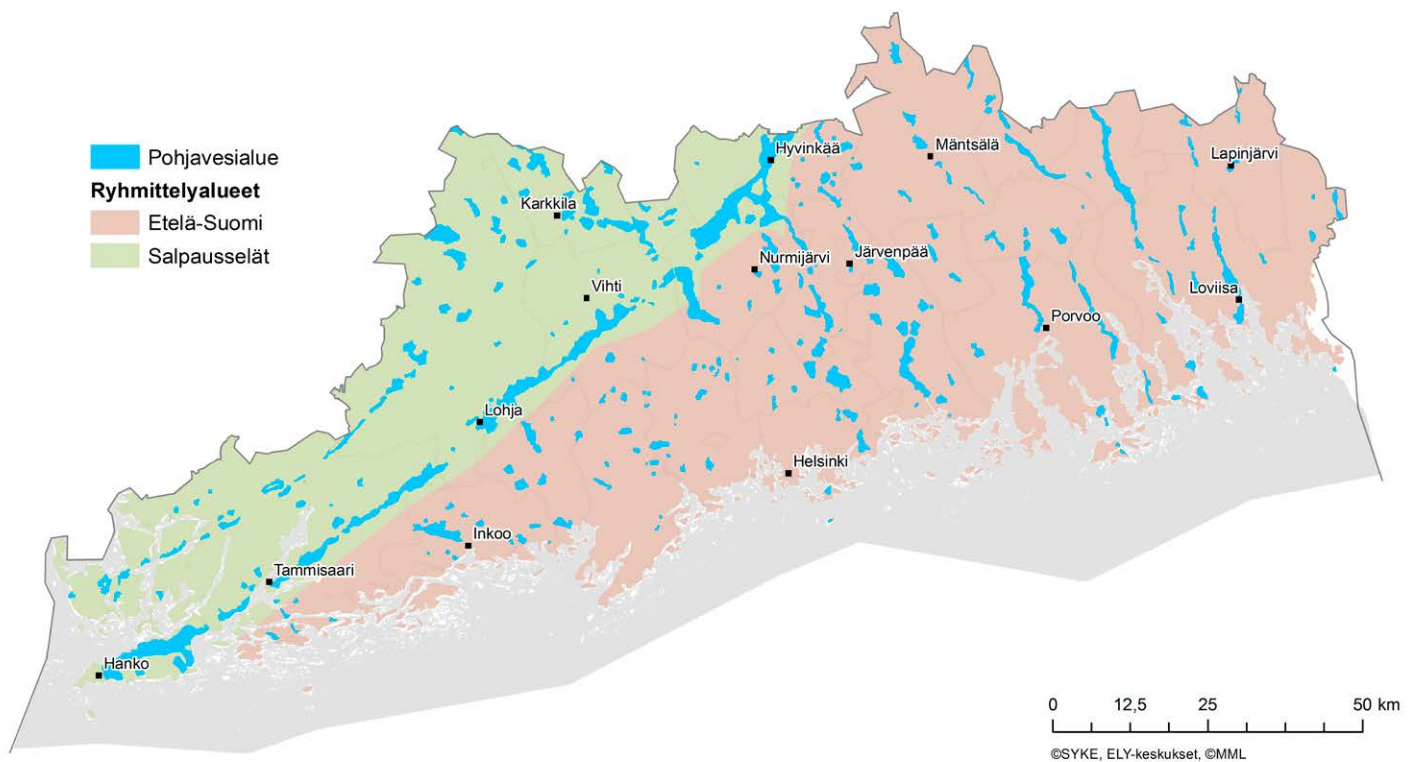 Pohjavesialue
Ryhmittelyalueet
Etelä-Suomi
Salpausselät
Hyvinkää
Mäntsälä
Lapinjärvi
Karkkila
Nurmijärvi
Järvenpää
Vihti
Loviisa
Porvoo
Lohja
Helsinki
Inkoo
Tammisaari
Hanko
0 12,5 25 50 km
©SYKE, ELY-keskukset, ©MML